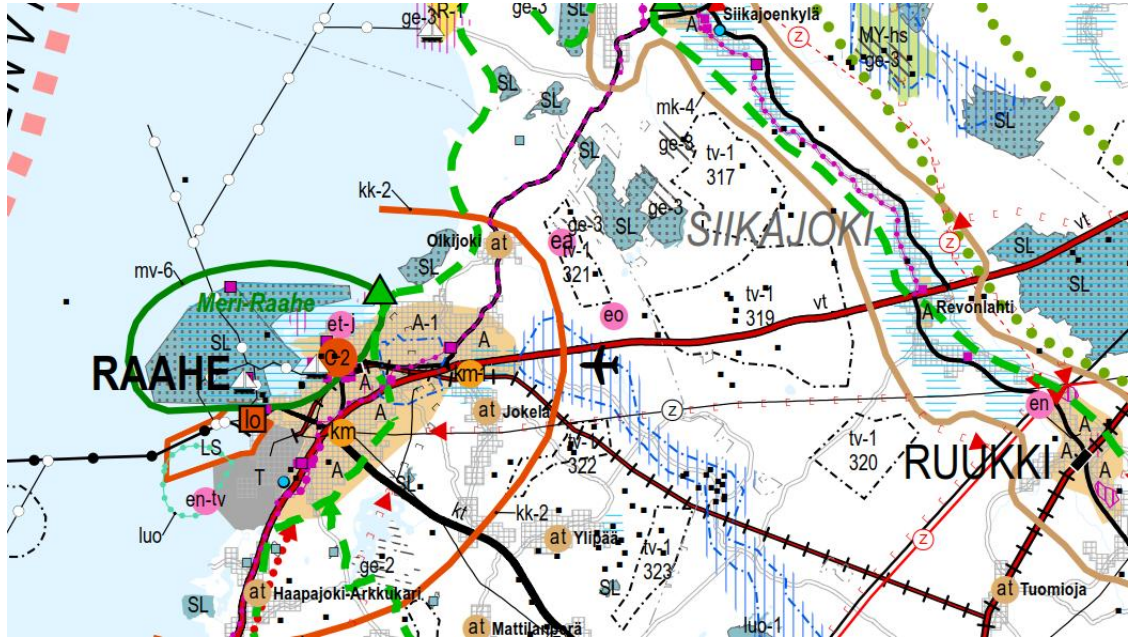 ge-3
R-1
ge-3
SL
A
Siikajoenkylä
z
MY-hs
ge-3
SL
SL
SL
mk-4
ge-3
tv-1
317
SL
kk-2
SL
ge-3
ge-3
SIIKAJOKI
Olkijoki
at
ea
tv-1
321
SL
z
vt
SL
mv-6
SL
Meri-Raahe
tv-1
319
vt
SL
A
Revonlahti
et-j
A-1
eo
SL
A
C-2
RAAHE
A
km-1
A
at
Jokela
z
en
lo
km
tv-1
322
tv-1
320
RUUKKI
A
A
LS
T
A
SL
en-tv
kt
kk-2
luo
at
Ylipää
tv-1
323
z
ge-2
SL
at
Haapajoki-Arkkukari
SL
at
Tuomioja
SL
at
Mattilanperä
luo-1